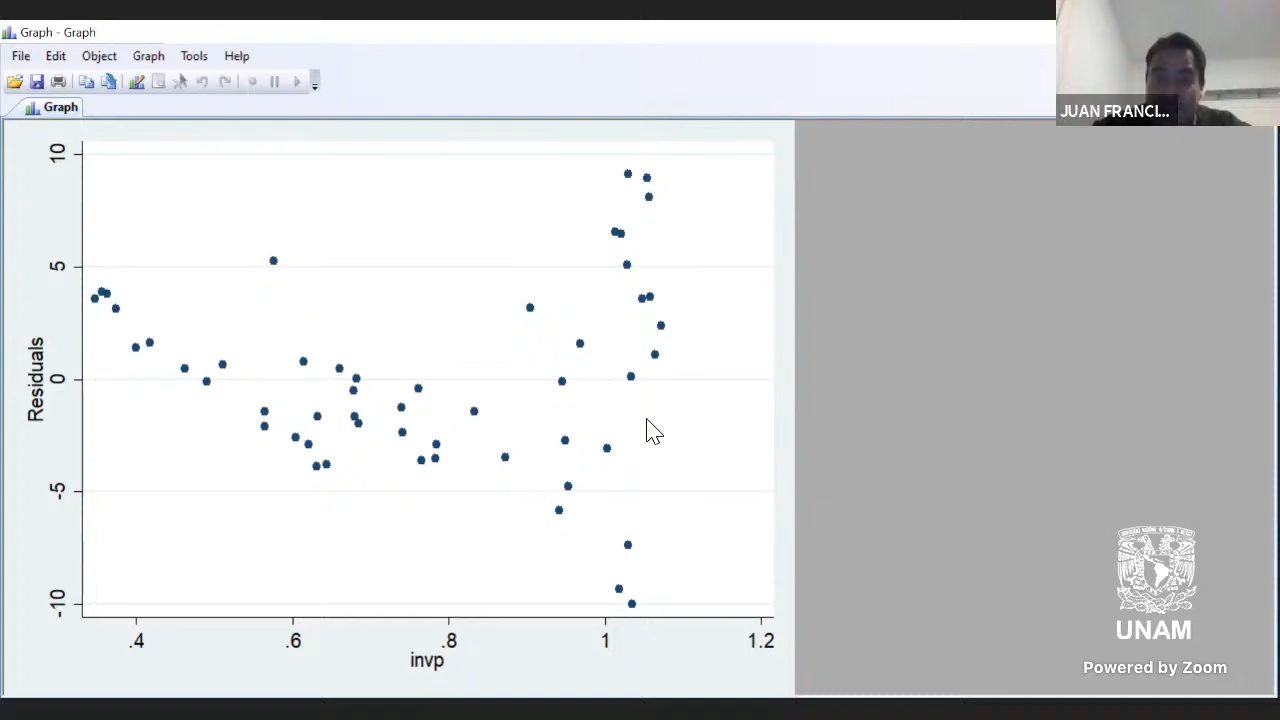 Graph - Graph
File Edit Object Graph Tools Help
Graph
JUAN FRANCI...
10
5
0
-5
-10
Residuals
.4 .6 .8 1 1.2
invp
UNAM
Powered by Zoom